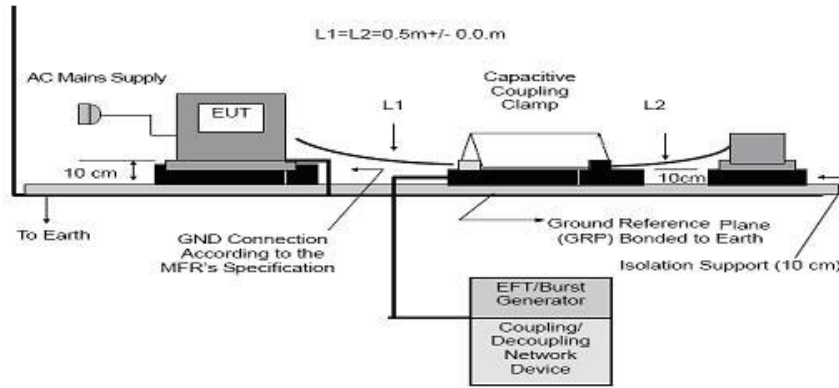 L1=L2=0.5m+/- 0.0.m
AC Mains Supply
EUT
L1
Capacitive
Coupling
Clamp
L2
10 cm
10cm
To Earth
GND Connection
According to the
MFR's Specification
Ground Reference Plane
(GRP) Bonded to Earth
Isolation Support (10 cm)
EFT/Burst
Generator
Coupling/
Decoupling
Network
Device